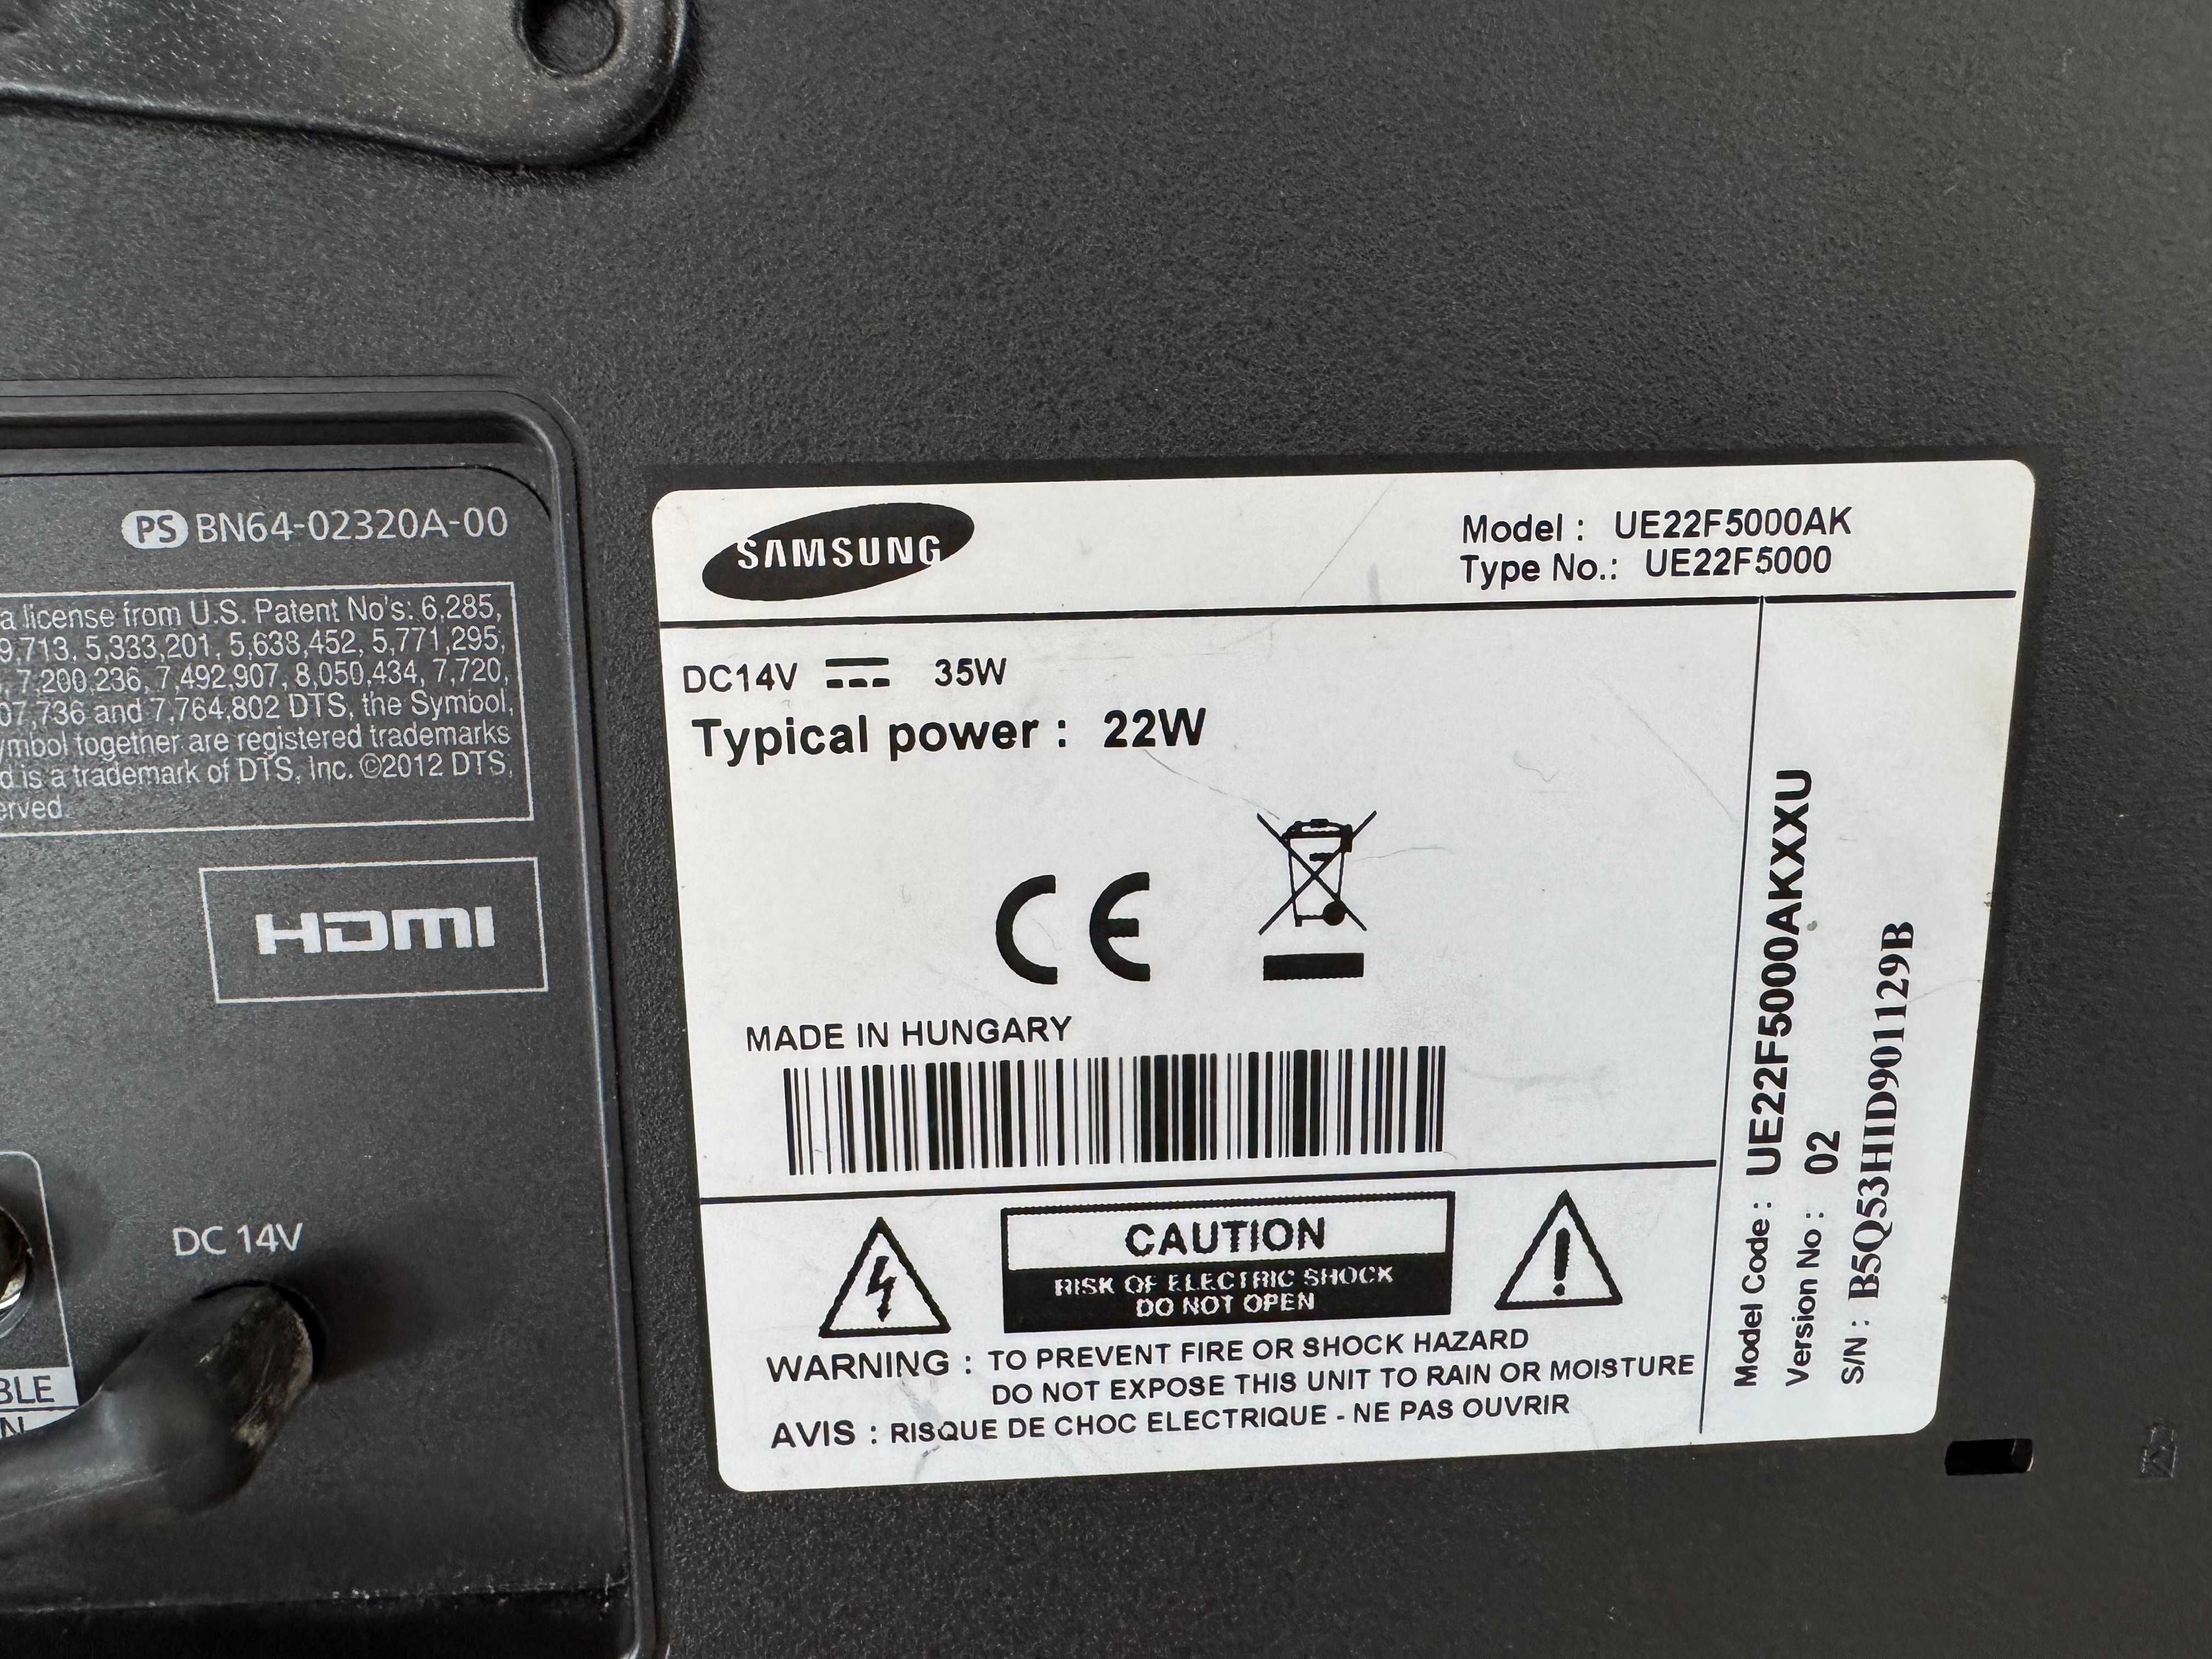 PS BN64-02320A-00
a license from U.S. Patent No's: 6,285,
9,713, 5,333,201, 5,638,452, 5,771,295,
, 7,200,236, 7,492,907, 8,050,434, 7,720,
07,736 and 7,764,802 DTS, the Symbol,
together are registered trademarks
is a trademark of DTS, Inc. ©2012 DTS,
HDMI
DC 14V
SAMSUNG
Model : UE22F5000AK
Type No.: UE22F5000
DC14V ⎓ 35W
Typical power : 22W
CE
MADE IN HUNGARY
CAUTION
RISK OF ELECTRIC SHOCK
DO NOT OPEN
WARNING : TO PREVENT FIRE OR SHOCK HAZARD
DO NOT EXPOSE THIS UNIT TO RAIN OR MOISTURE
AVIS : RISQUE DE CHOC ELECTRIQUE - NE PAS OUVRIR
Model Code : UE22F5000AKXXU
Version No : 02
S/N : B5Q53HID901129B